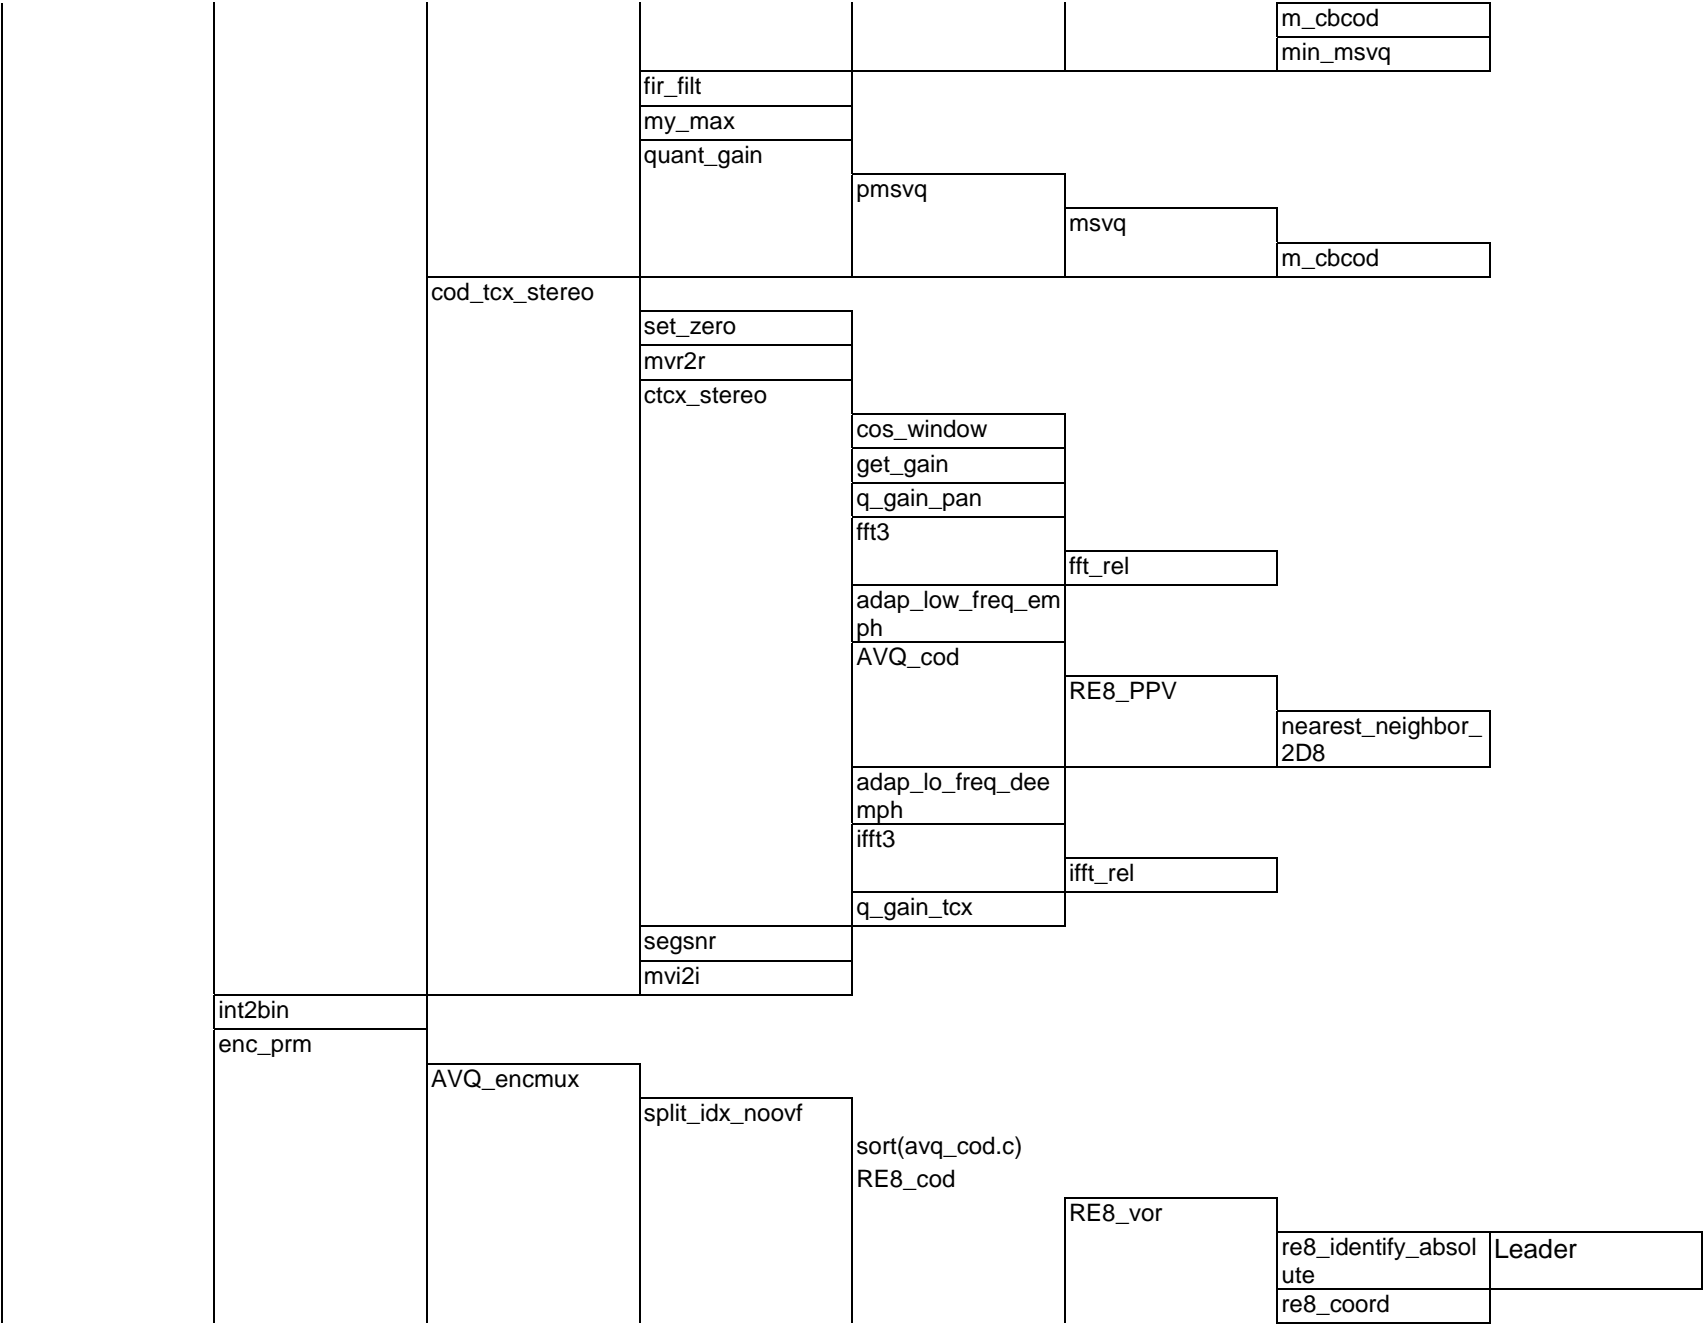 m_cbcod
min_msvq
fir_filt
my_max
quant_gain
pmsvq
msvq
m_cbcod
cod_tcx_stereo
set_zero
mvr2r
ctcx_stereo
cos_window
get_gain
q_gain_pan
fft3
fft_rel
adap_low_freq_em
ph
AVQ_cod
RE8_PPV
nearest_neighbor_
2D8
adap_lo_freq_dee
mph
ifft3
ifft_rel
q_gain_tcx
segsnr
mvi2i
int2bin
enc_prm
AVQ_encmux
split_idx_noovf
sort(avq_cod.c)
RE8_cod
RE8_vor
re8_identify_absol Leader
ute
re8_coord